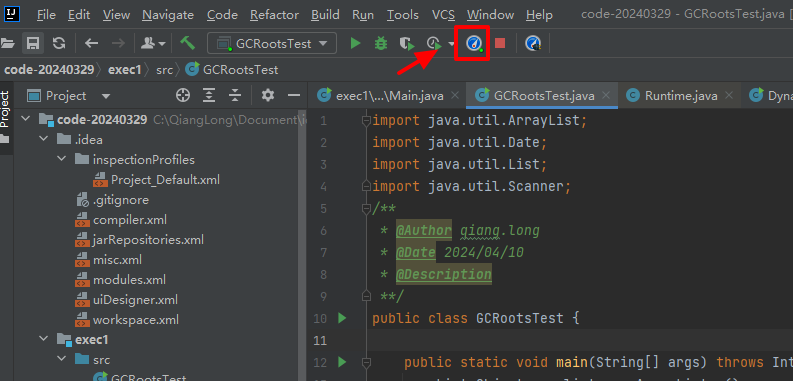 File Edit View Navigate Code Refactor Build Run Tools VCS Window Help code-20240329 - GCRootsTest.java
GCRootsTest
code-20240329 exec1 src GCRootsTest
Project
Project
exec1\...\Main.java GCRootsTest.java Runtime.java Dyna
code-20240329 C:\QiangLong\Document\i
.idea
inspectionProfiles
Project_Default.xml
.gitignore
compiler.xml
jarRepositories.xml
misc.xml
modules.xml
uiDesigner.xml
workspace.xml
exec1
src
GCRootsTest
1 import java.util.ArrayList;
2 import java.util.Date;
3 import java.util.List;
4 import java.util.Scanner;
5 /**
6 * @Author qiang.long
7 * @Date 2024/04/10
8 * @Description
9 **/
10 public class GCRootsTest {
11
12 public static void main(String[] args) throws Int